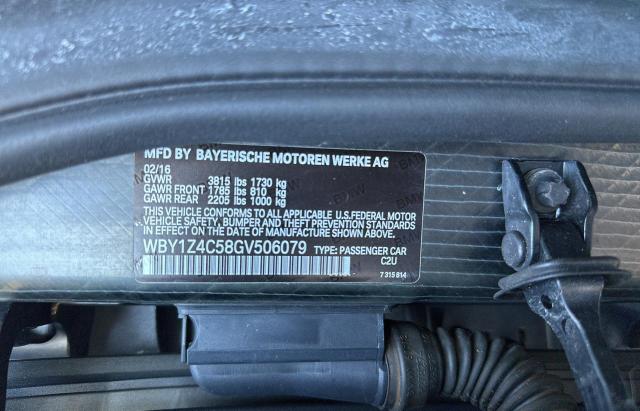 MFD BY BAYERISCHE MOTOREN WERKE AG
02/16
GVWR 3815 lbs 1730 kg
GAWR FRONT 1785 lbs 810 kg
GAWR REAR 2205 lbs 1000 kg
THIS VEHICLE CONFORMS TO ALL APPLICABLE U.S.FEDERAL MOTOR
VEHICLE SAFETY, BUMPER AND THEFT PREVENTION STANDARDS
IN EFFECT ON THE DATE OF MANUFACTURE SHOWN ABOVE.
WBY1Z4C58GV506079 TYPE: PASSENGER CAR
C2U
7 315 814